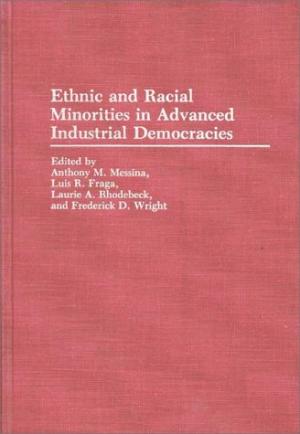 Ethnic and Racial
Minorities in Advanced
Industrial Democracies
Edited by
Anthony M. Messina,
Luis R. Fraga,
Laurie A. Rhodebeck,
and Frederick D. Wright